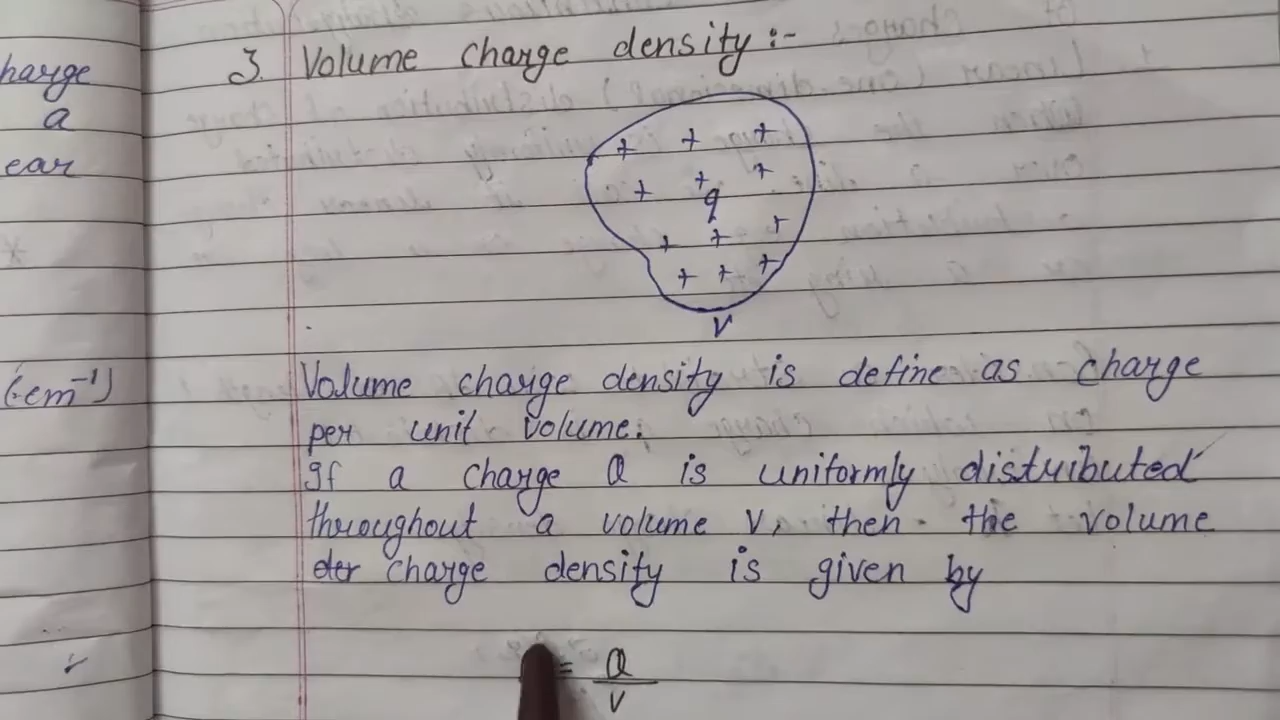 harge
a
ear
(cm⁻¹)
3 Volume charge density :-
+ + +
+ + +
q
+ + +
+ + +
V
Volume charge density is define as charge
per unit volume.
If a charge Q is uniformly distributed
throughout a volume V, then the volume
der charge density is given by
= Q
V